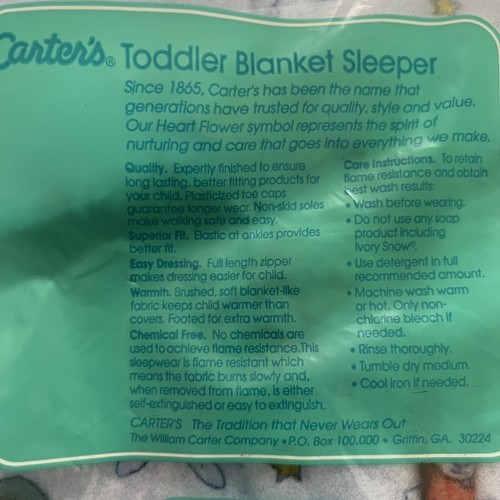 Carter's® Toddler Blanket Sleeper
Since 1865, Carter's has been the name that
generations have trusted for quality, style and value.
Our Heart Flower symbol represents the spirit of
nurturing and care that goes into everything we make.
Quality. Expertly finished to ensure
long lasting, better fitting products for
your child. Plasticized toe caps
guarantee longer wear. Non-skid soles
make walking safe and easy.
Superior Fit. Elastic at ankles provides
better fit.
Easy Dressing. Full length zipper
makes dressing easier for child.
Warmth. Brushed, soft blanket-like
fabric keeps child warmer than
covers. Footed for extra warmth.
Chemical Free. No chemicals are
used to achieve flame resistance. This
sleepwear is flame resistant which
means the fabric burns slowly and,
when removed from flame, is either
self-extinguished or easy to extinguish.
Care Instructions. To retain
flame resistance and obtain
best wash results:
• Wash before wearing.
• Do not use any soap
product including
Ivory Snow®.
• Use detergent in full
recommended amount.
• Machine wash warm
or hot. Only non-
chlorine bleach if
needed.
• Rinse thoroughly.
• Tumble dry medium.
• Cool iron if needed.
CARTER'S The Tradition that Never Wears Out
The William Carter Company • P.O. Box 100,000 • Griffin, GA. 30224